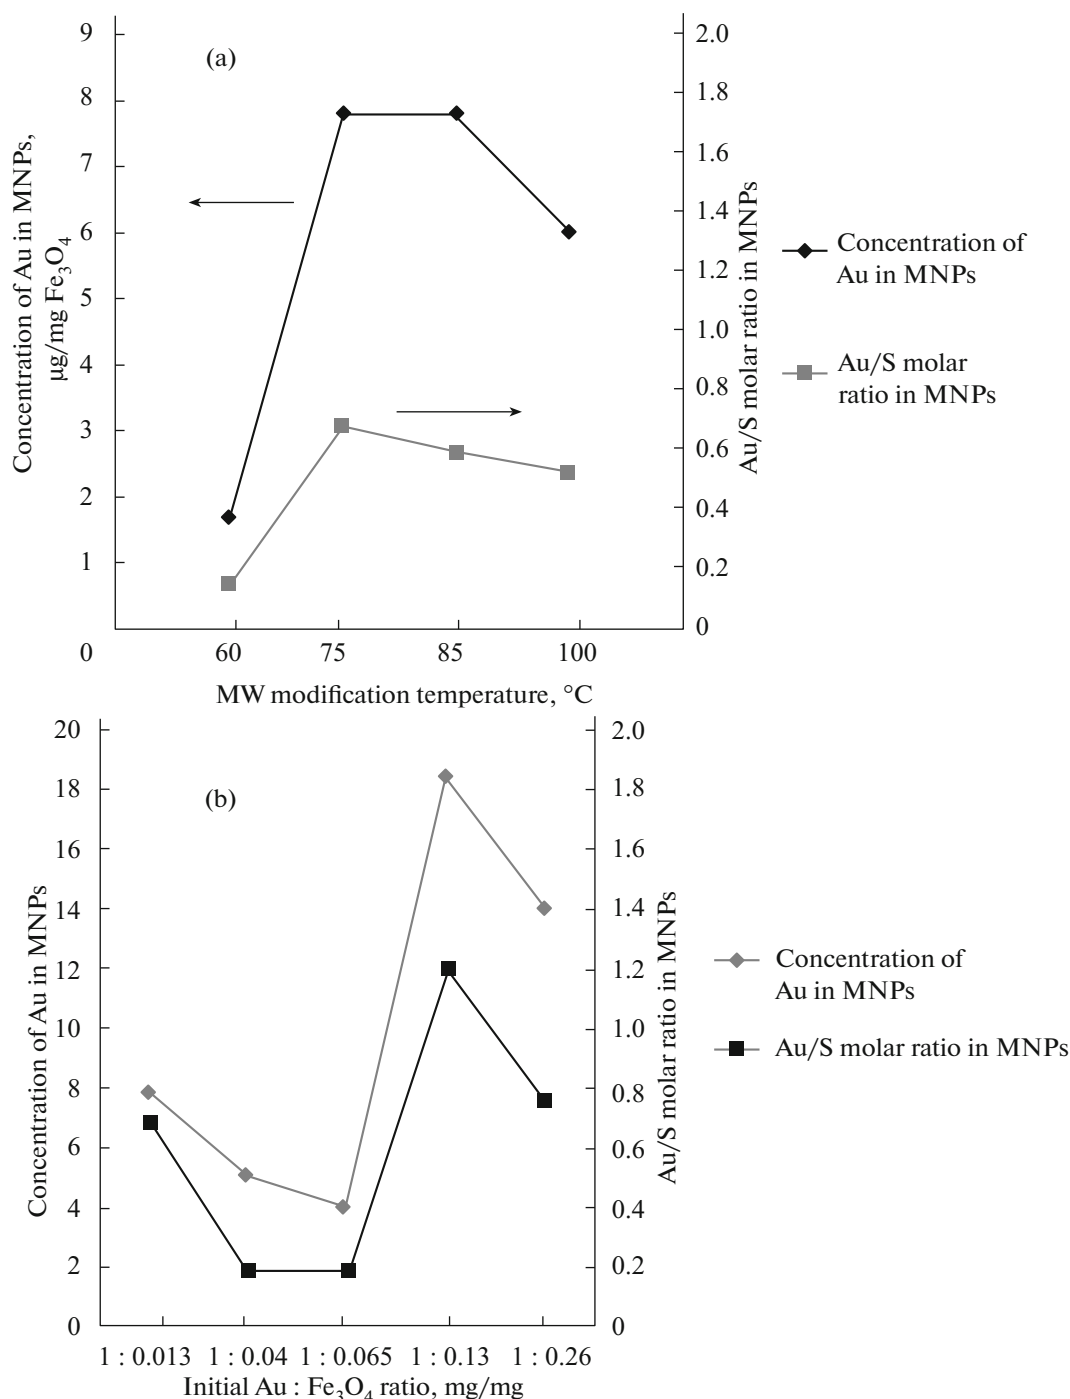 (a)
9
8
7
6
5
4
3
2
1
0
Concentration of Au in MNPs,
μg/mg Fe3O4
2.0
1.8
1.6
1.4
1.2
1.0
0.8
0.6
0.4
0.2
0
Au/S molar ratio in MNPs
60 75 85 100
MW modification temperature, °C
Concentration of
Au in MNPs
Au/S molar
ratio in MNPs
(b)
20
18
16
14
12
10
8
6
4
2
0
Concentration of Au in MNPs
2.0
1.8
1.6
1.4
1.2
1.0
0.8
0.6
0.4
0.2
0
Au/S molar ratio in MNPs
1 : 0.013 1 : 0.04 1 : 0.065 1 : 0.13 1 : 0.26
Initial Au : Fe3O4 ratio, mg/mg
Concentration of
Au in MNPs
Au/S molar ratio in MNPs